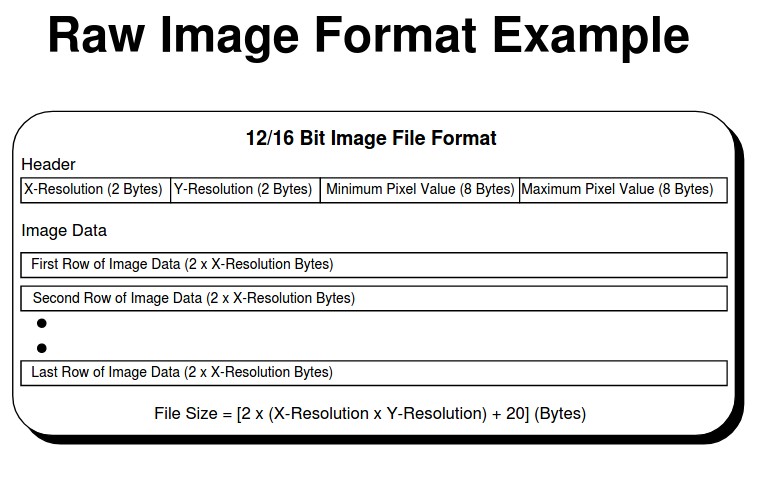 Raw Image Format Example
12/16 Bit Image File Format
Header
X-Resolution (2 Bytes) Y-Resolution (2 Bytes) Minimum Pixel Value (8 Bytes) Maximum Pixel Value (8 Bytes)
Image Data
First Row of Image Data (2 x X-Resolution Bytes)
Second Row of Image Data (2 x X-Resolution Bytes)
Last Row of Image Data (2 x X-Resolution Bytes)
File Size = [2 x (X-Resolution x Y-Resolution) + 20] (Bytes)